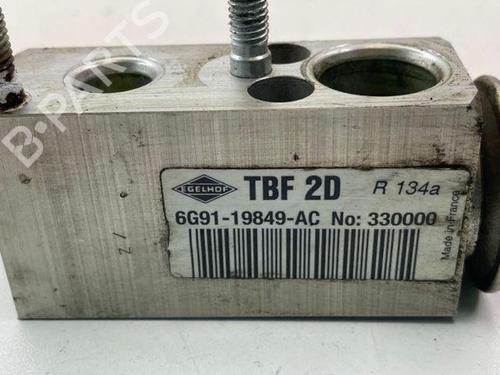 B-PARTS
EGELHOF TBF 2D R 134a
6G91-19849-AC No: 330000
Made in France